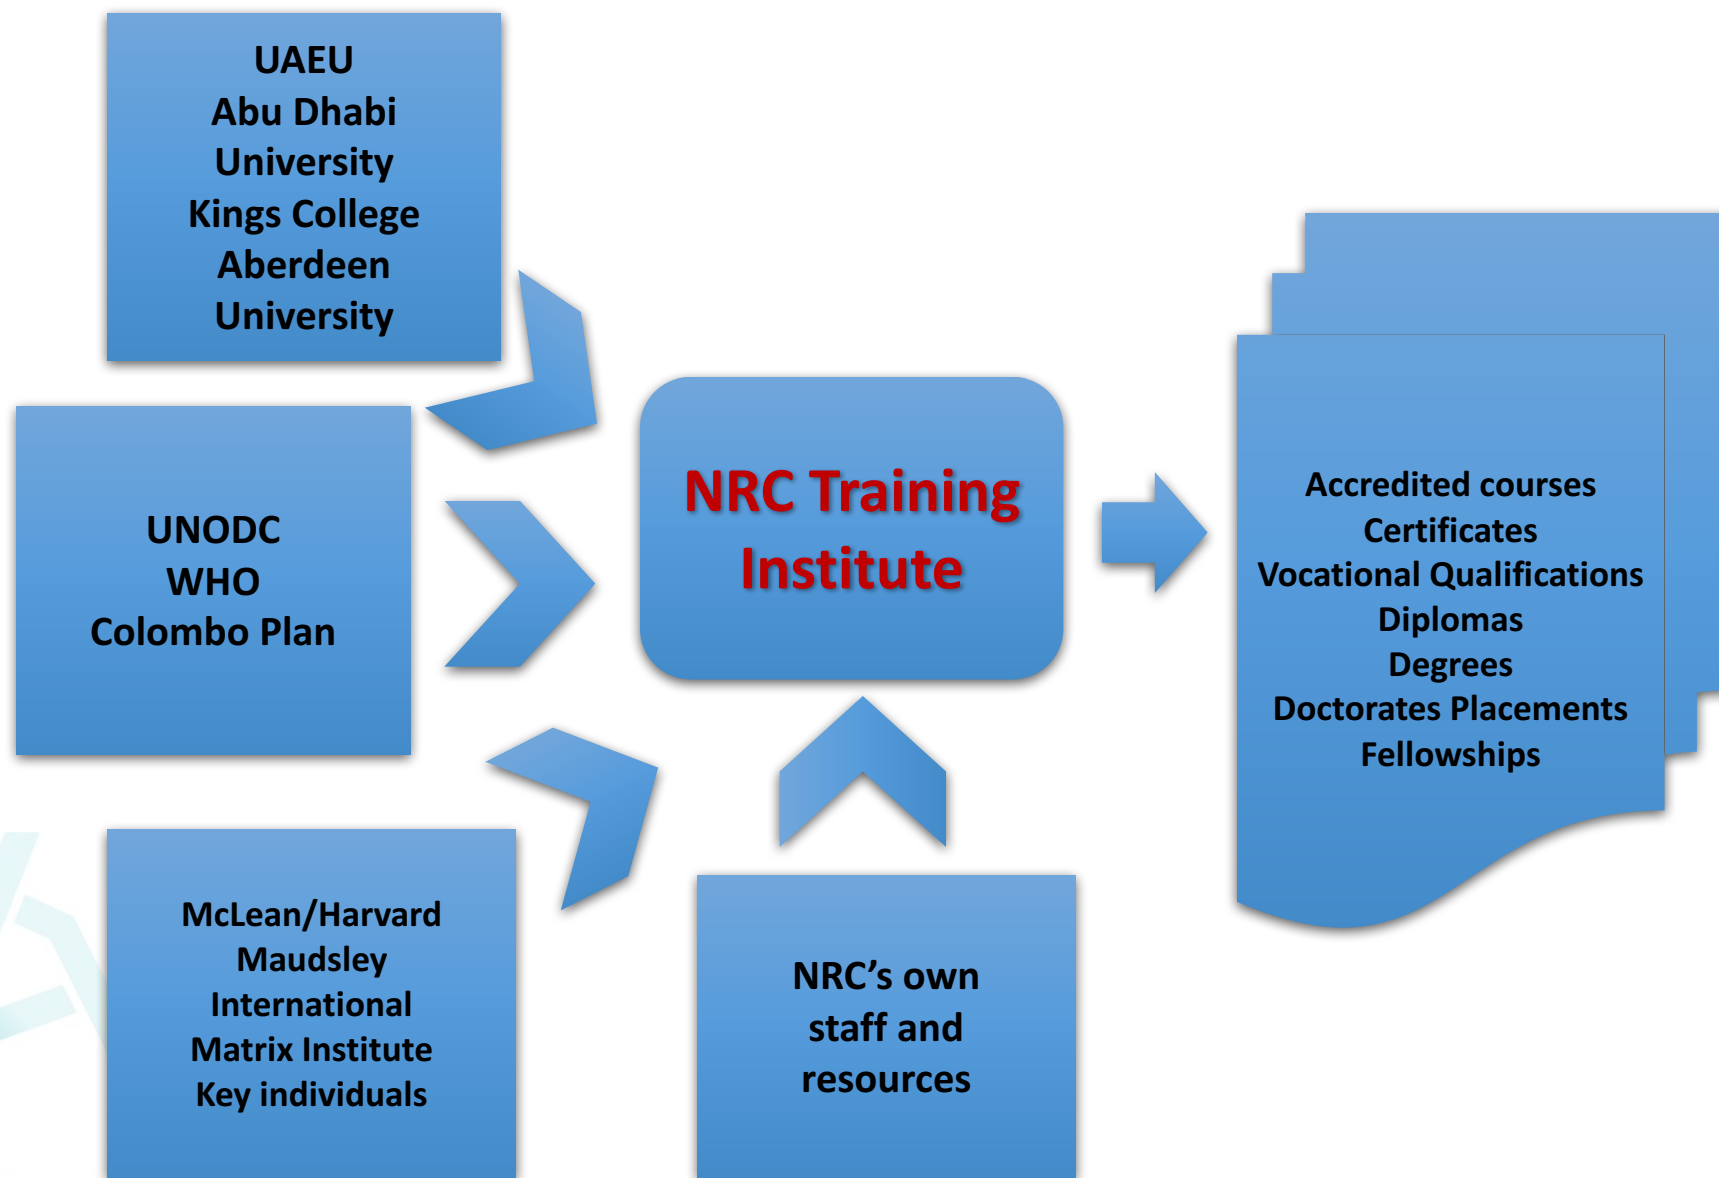 UAEU
Abu Dhabi
University
Kings College
Aberdeen
University
UNODC
WHO
Colombo Plan
McLean/Harvard
Maudsley
International
Matrix Institute
Key individuals
NRC’s own
staff and
resources
NRC Training
Institute
Accredited courses
Certificates
Vocational Qualifications
Diplomas
Degrees
Doctorates Placements
Fellowships